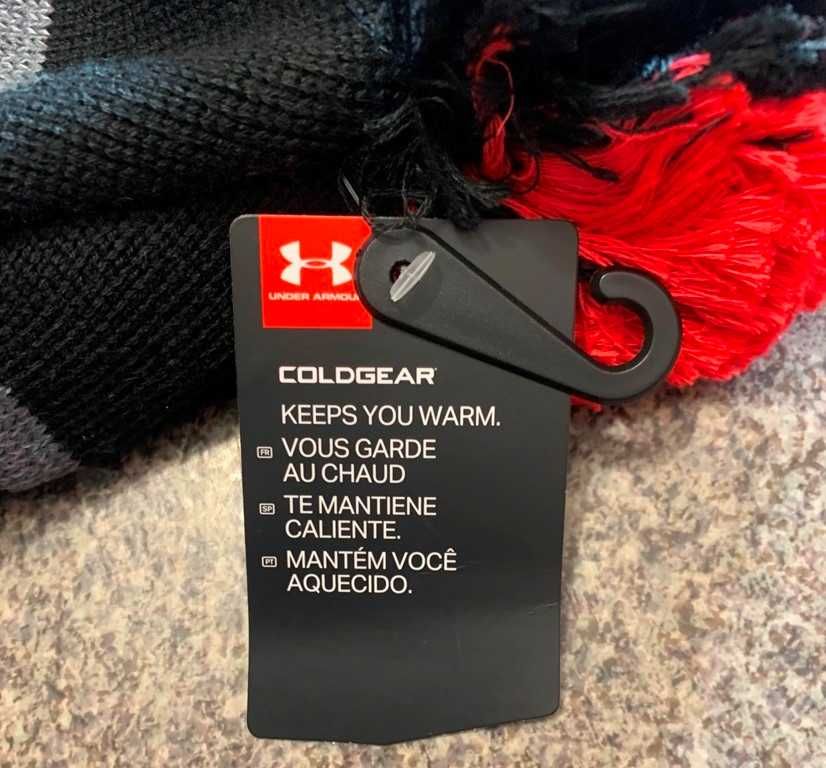 UNDER ARMOUR
COLDGEAR
KEEPS YOU WARM.
FR VOUS GARDE
AU CHAUD
SP TE MANTIENE
CALIENTE.
PT MANTÉM VOCÊ
AQUECIDO.